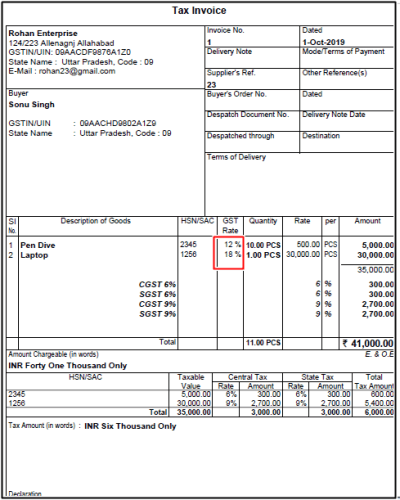 Tax Invoice
Rohan Enterprise
124/223 Allenagnj Allahabad
GSTIN/UIN: 09AACDF9876A1Z0
State Name : Uttar Pradesh, Code : 09
E-Mail : rohan23@gmail.com
Invoice No.
1
Dated
1-Oct-2019
Delivery Note
Mode/Terms of Payment
Supplier's Ref.
23
Other Reference(s)
Buyer
Sonu Singh
GSTIN/UIN : 09AACHD9802A1Z9
State Name : Uttar Pradesh, Code : 09
Buyer's Order No.
Dated
Despatch Document No.
Delivery Note Date
Despatched through
Destination
Terms of Delivery
Sl No. Description of Goods HSN/SAC GST Rate Quantity Rate per Amount
1 Pen Dive 2345 12 % 10.00 PCS 500.00 PCS 5,000.00
2 Laptop 1256 18 % 1.00 PCS 30,000.00 PCS 30,000.00
35,000.00
CGST 6% 6 % 300.00
SGST 6% 6 % 300.00
CGST 9% 9 % 2,700.00
SGST 9% 9 % 2,700.00
Total 11.00 PCS ₹ 41,000.00
Amount Chargeable (in words) E. & O.E
INR Forty One Thousand Only
HSN/SAC Taxable Value Central Tax Rate Amount State Tax Rate Amount Total Tax Amount
2345 5,000.00 6% 300.00 6% 300.00 600.00
1256 30,000.00 9% 2,700.00 9% 2,700.00 5,400.00
Total 35,000.00 3,000.00 3,000.00 6,000.00
Tax Amount (in words) : INR Six Thousand Only
Declaration